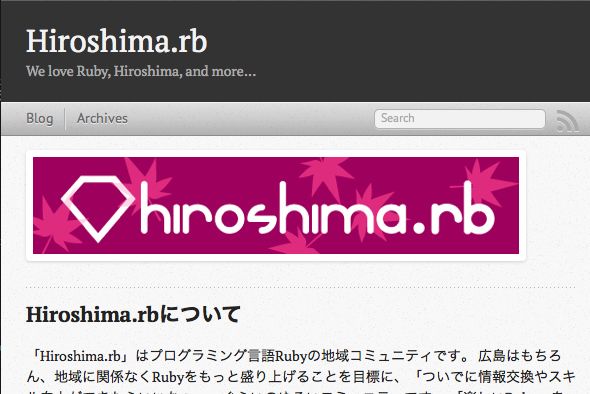 Hiroshima.rb
We love Ruby, Hiroshima, and more...
Blog
Archives
Search
hiroshima.rb
Hiroshima.rbについて
「Hiroshima.rb」はプログラミング言語Rubyの地域コミュニティです。 広島はもちろ
ん、地域に関係なくRubyをもっと盛り上げることを目標に、「ついでに情報交換やスキ